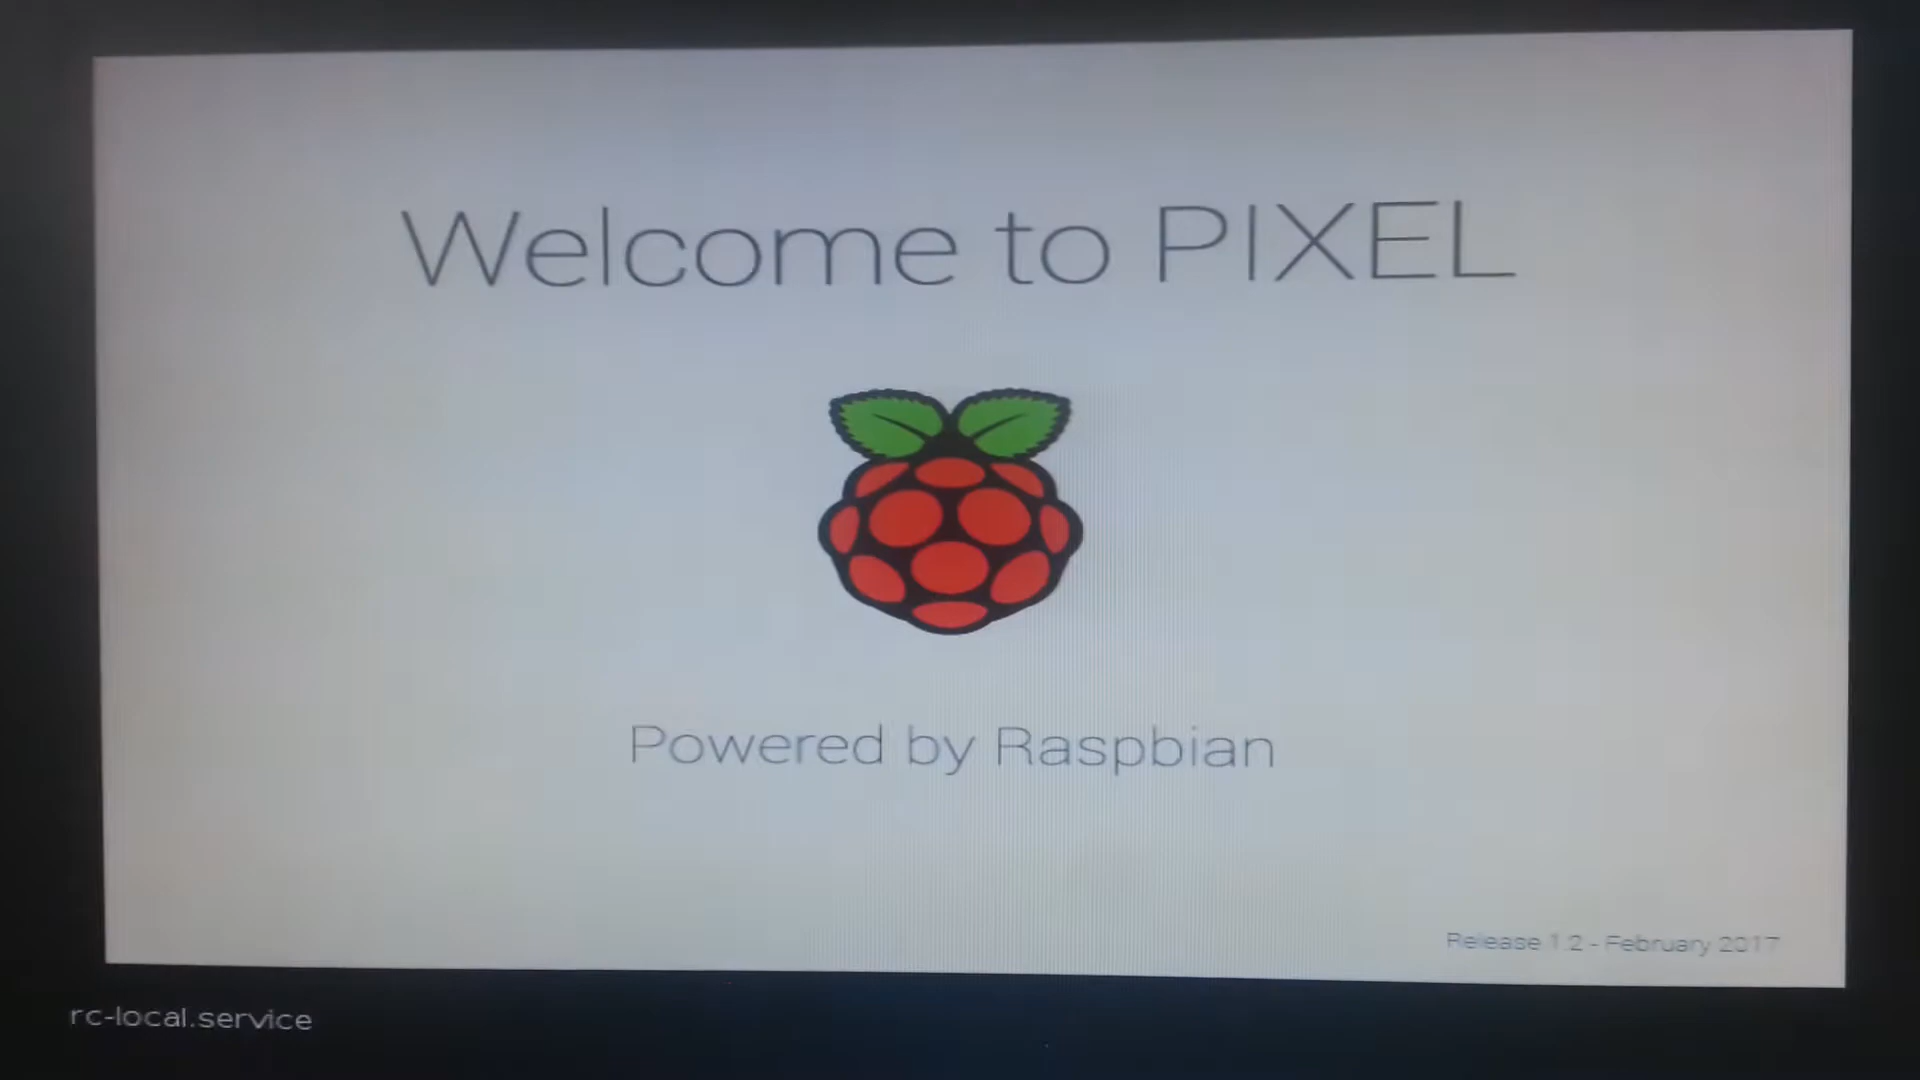 Welcome to PIXEL
Powered by Raspbian
Release 1.2 - February 2017
rc-local.service